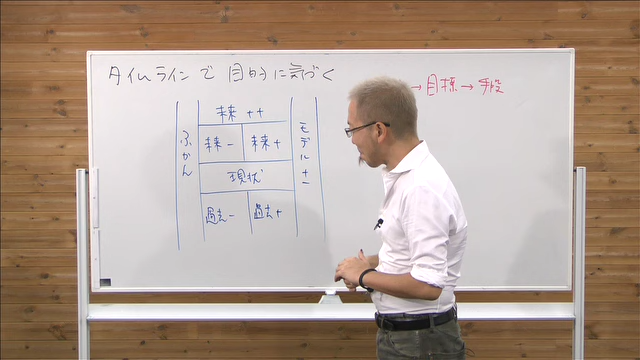 タイムラインで 目的に気づく
→目標→手段
未来 ++
未来- 未来+
現状
過去- 過去+
ふかん
モデル+-